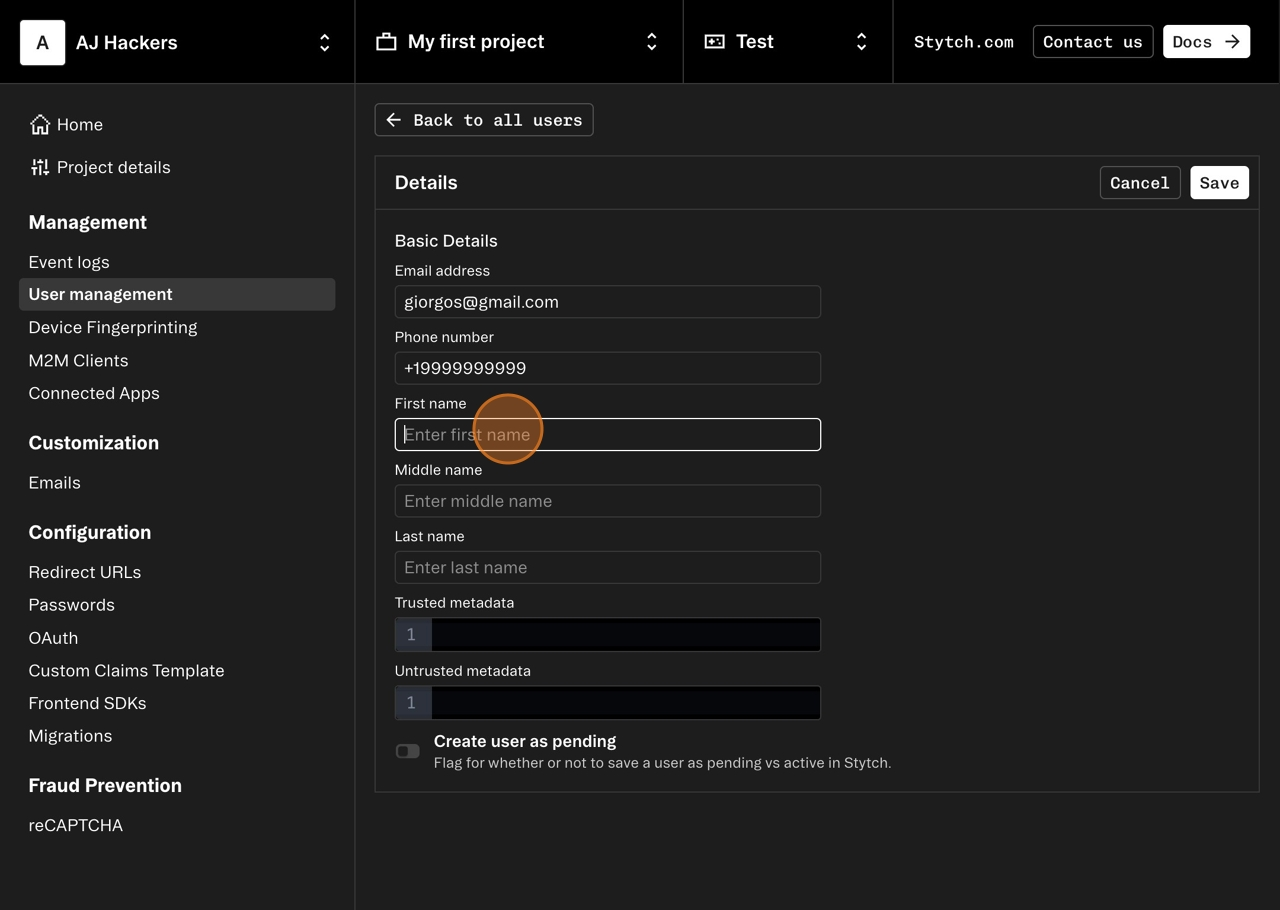 A AJ Hackers
My first project
Test
Stytch.com
Contact us
Docs
Home
Project details
Management
Event logs
User management
Device Fingerprinting
M2M Clients
Connected Apps
Customization
Emails
Configuration
Redirect URLs
Passwords
OAuth
Custom Claims Template
Frontend SDKs
Migrations
Fraud Prevention
reCAPTCHA
Back to all users
Details
Cancel
Save
Basic Details
Email address
giorgos@gmail.com
Phone number
+19999999999
First name
Enter first name
Middle name
Enter middle name
Last name
Enter last name
Trusted metadata
1
Untrusted metadata
1
Create user as pending
Flag for whether or not to save a user as pending vs active in Stytch.